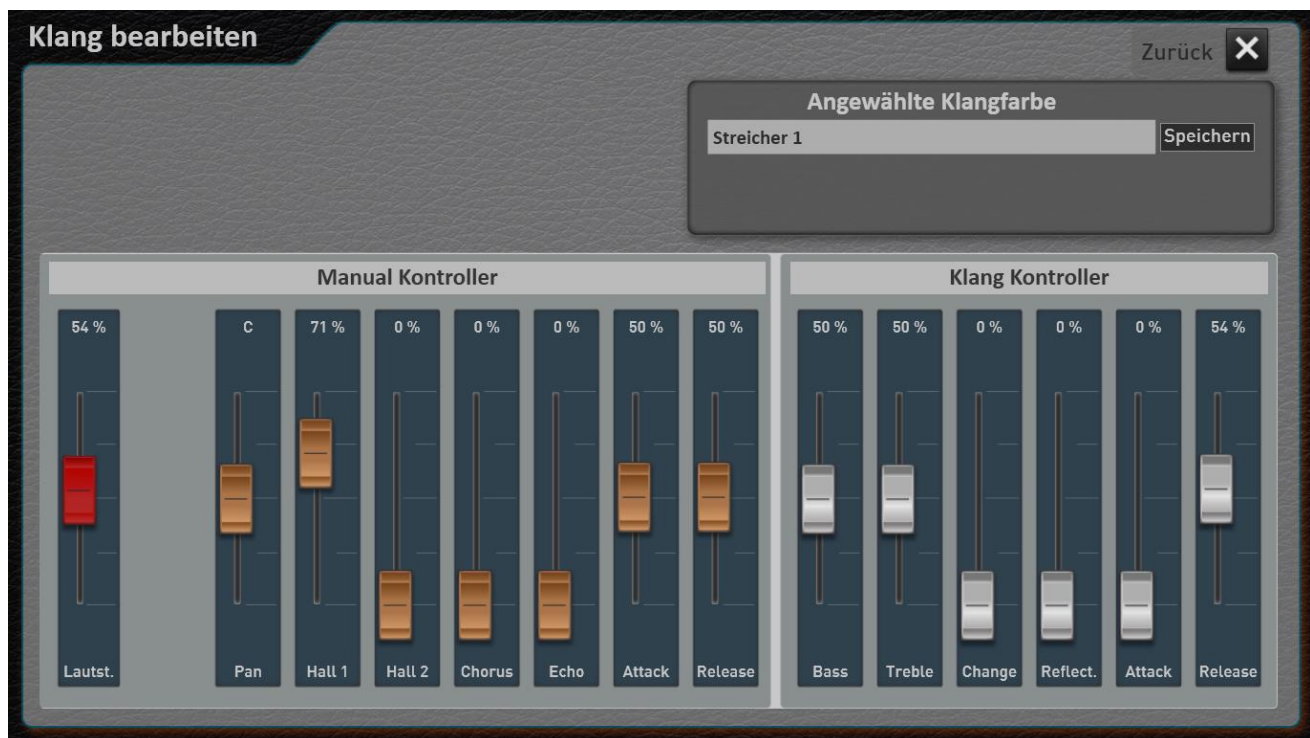 Klang bearbeiten
Zurück
Angewählte Klangfarbe
Streicher 1 Speichern
Manual Kontroller
54 % C 71 % 0 % 0 % 0 % 50 % 50 %
Lautst. Pan Hall 1 Hall 2 Chorus Echo Attack Release
Klang Kontroller
50 % 50 % 0 % 0 % 0 % 54 %
Bass Treble Change Reflect. Attack Release